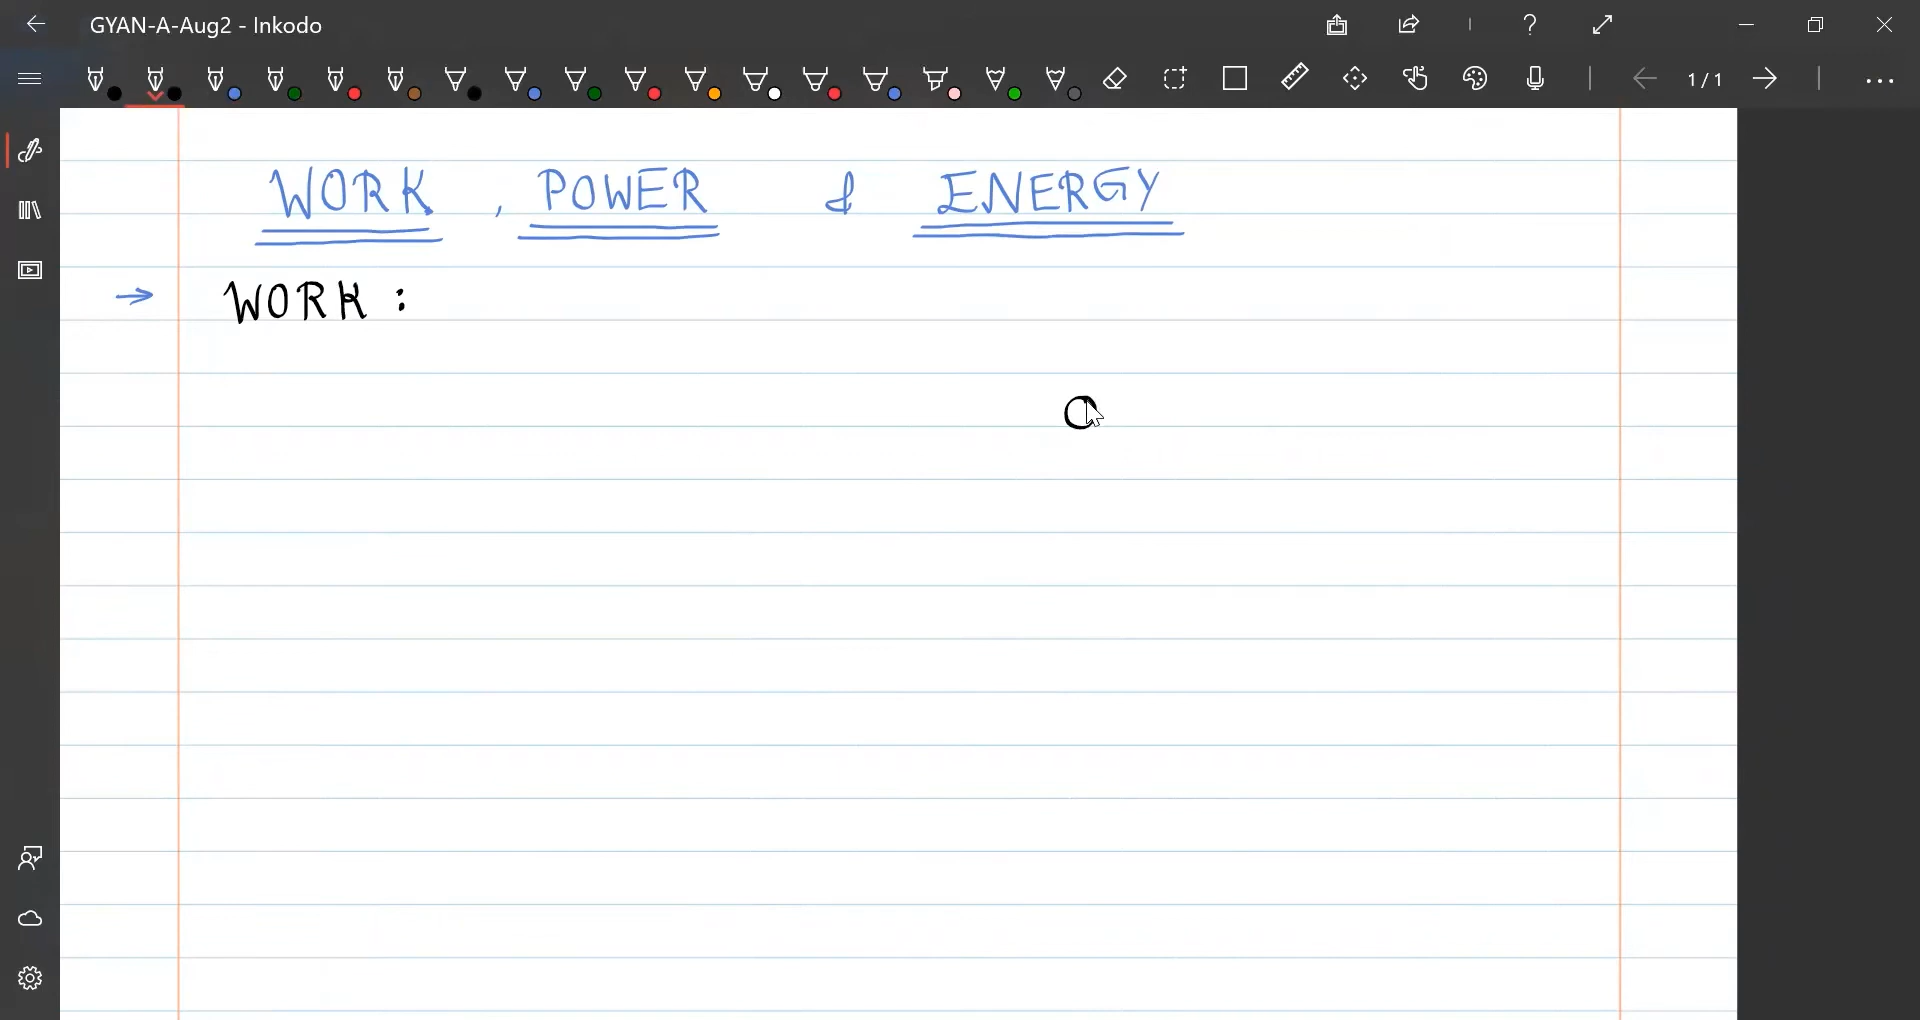 GYAN-A-Aug2 - Inkodo
1 / 1
WORK, POWER & ENERGY
→ WORK :